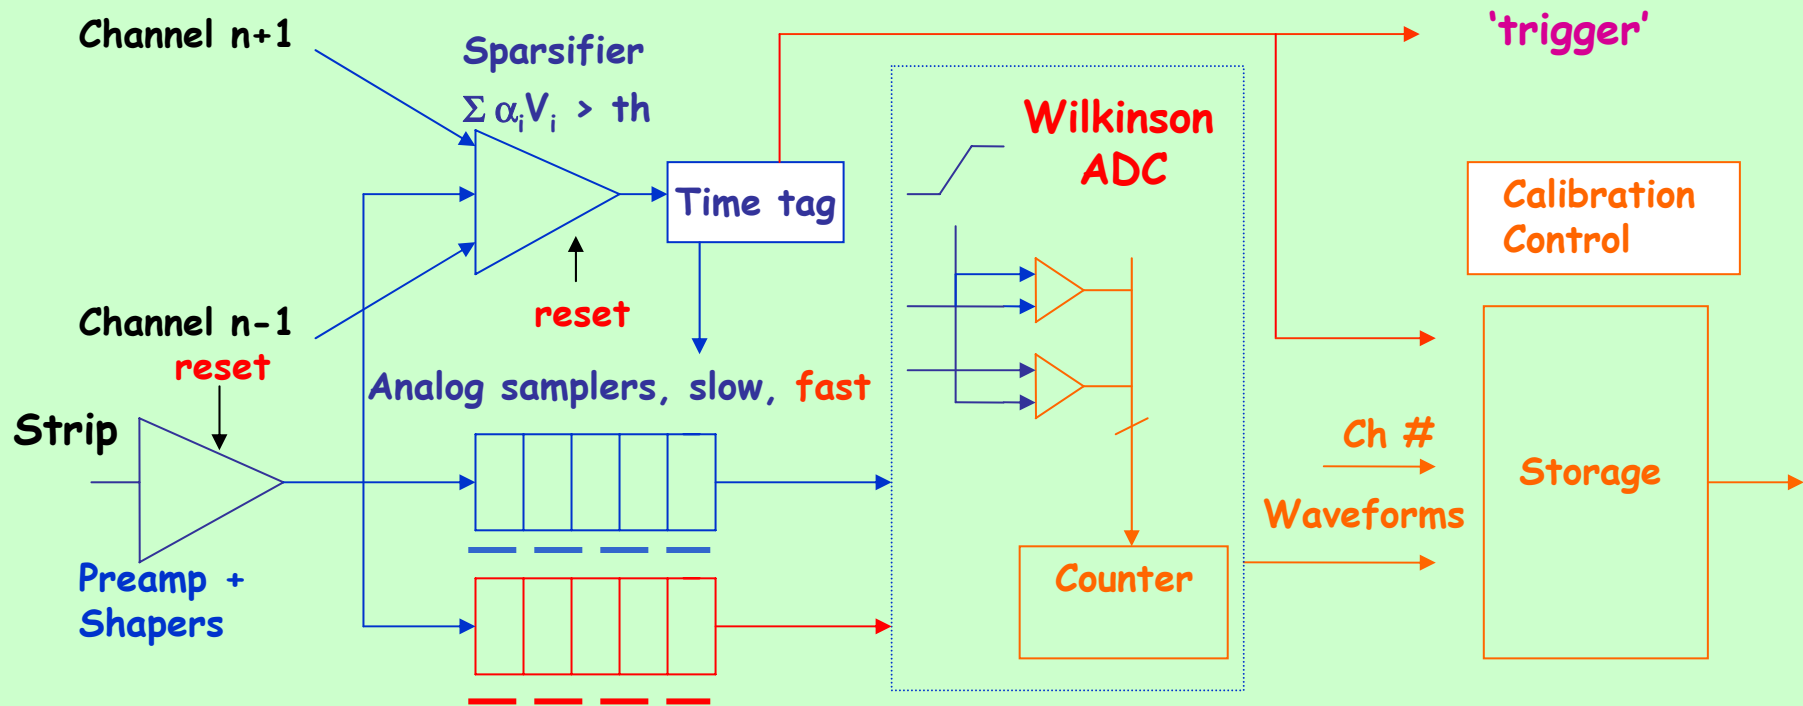 Channel n+1
Sparsifier
Σ αᵢVᵢ > th
'trigger'
Wilkinson
ADC
Time tag
Calibration
Control
Channel n-1
reset
reset
Analog samplers, slow, fast
Strip
Preamp +
Shapers
Ch #
Waveforms
Storage
Counter